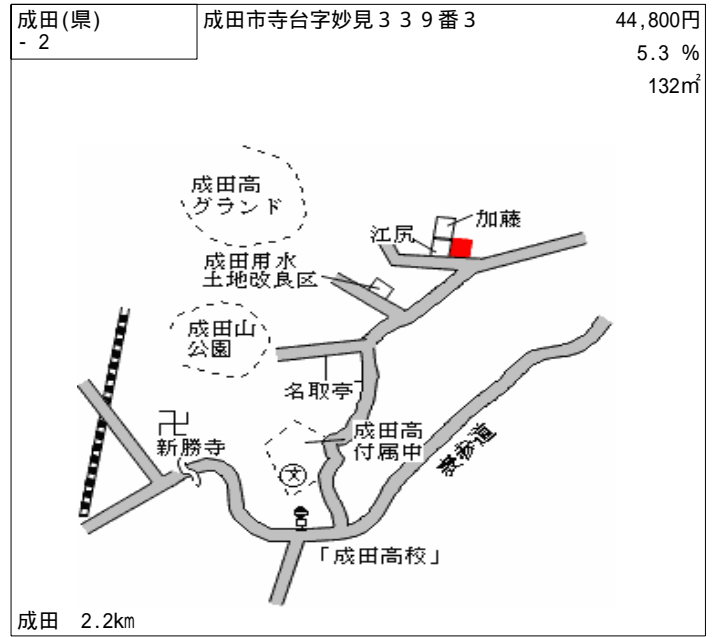 成田(県)
- 2
成田市寺台字妙見３３９番３
44,800円
5.3 %
132㎡
成田高
グランド
加藤
江尻
成田用水
土地改良区
成田山
公園
名取亭
新勝寺
成田高
付属中
文
表参道
「成田高校」
成田 2.2km